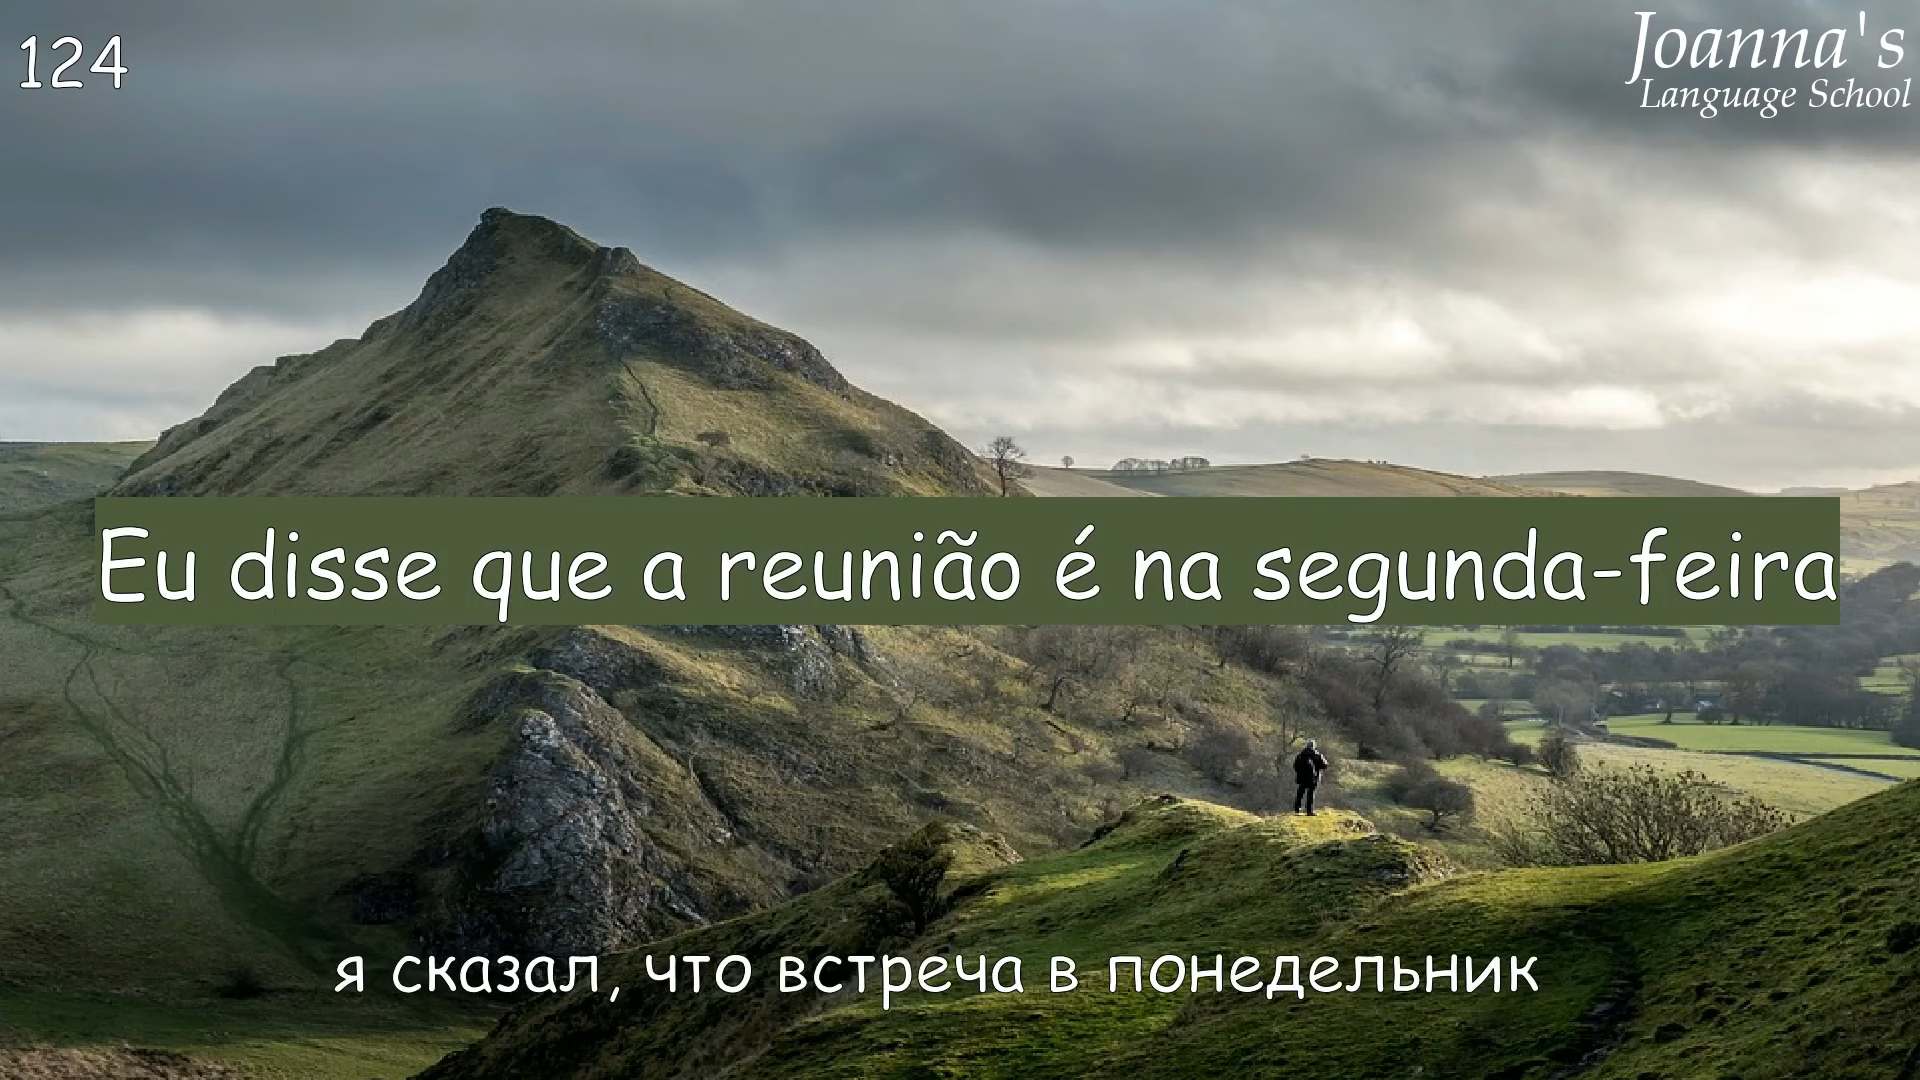 124
Joanna's
Language School
Eu disse que a reunião é na segunda-feira
я сказал, что встреча в понедельник